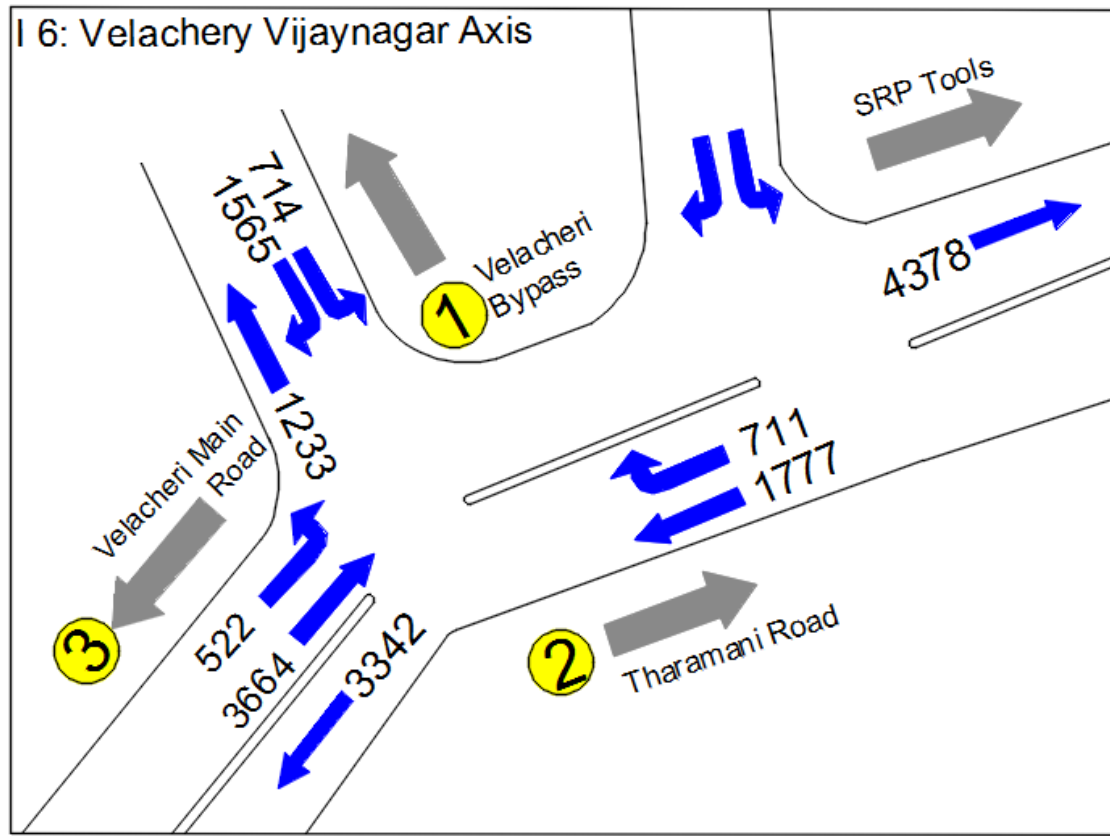 I 6: Velachery Vijaynagar Axis
SRP Tools
714
1565
1
Velacheri
Bypass
4378
1233
711
1777
Velacheri Main
Road
522
3664
3342
3
2
Tharamani Road